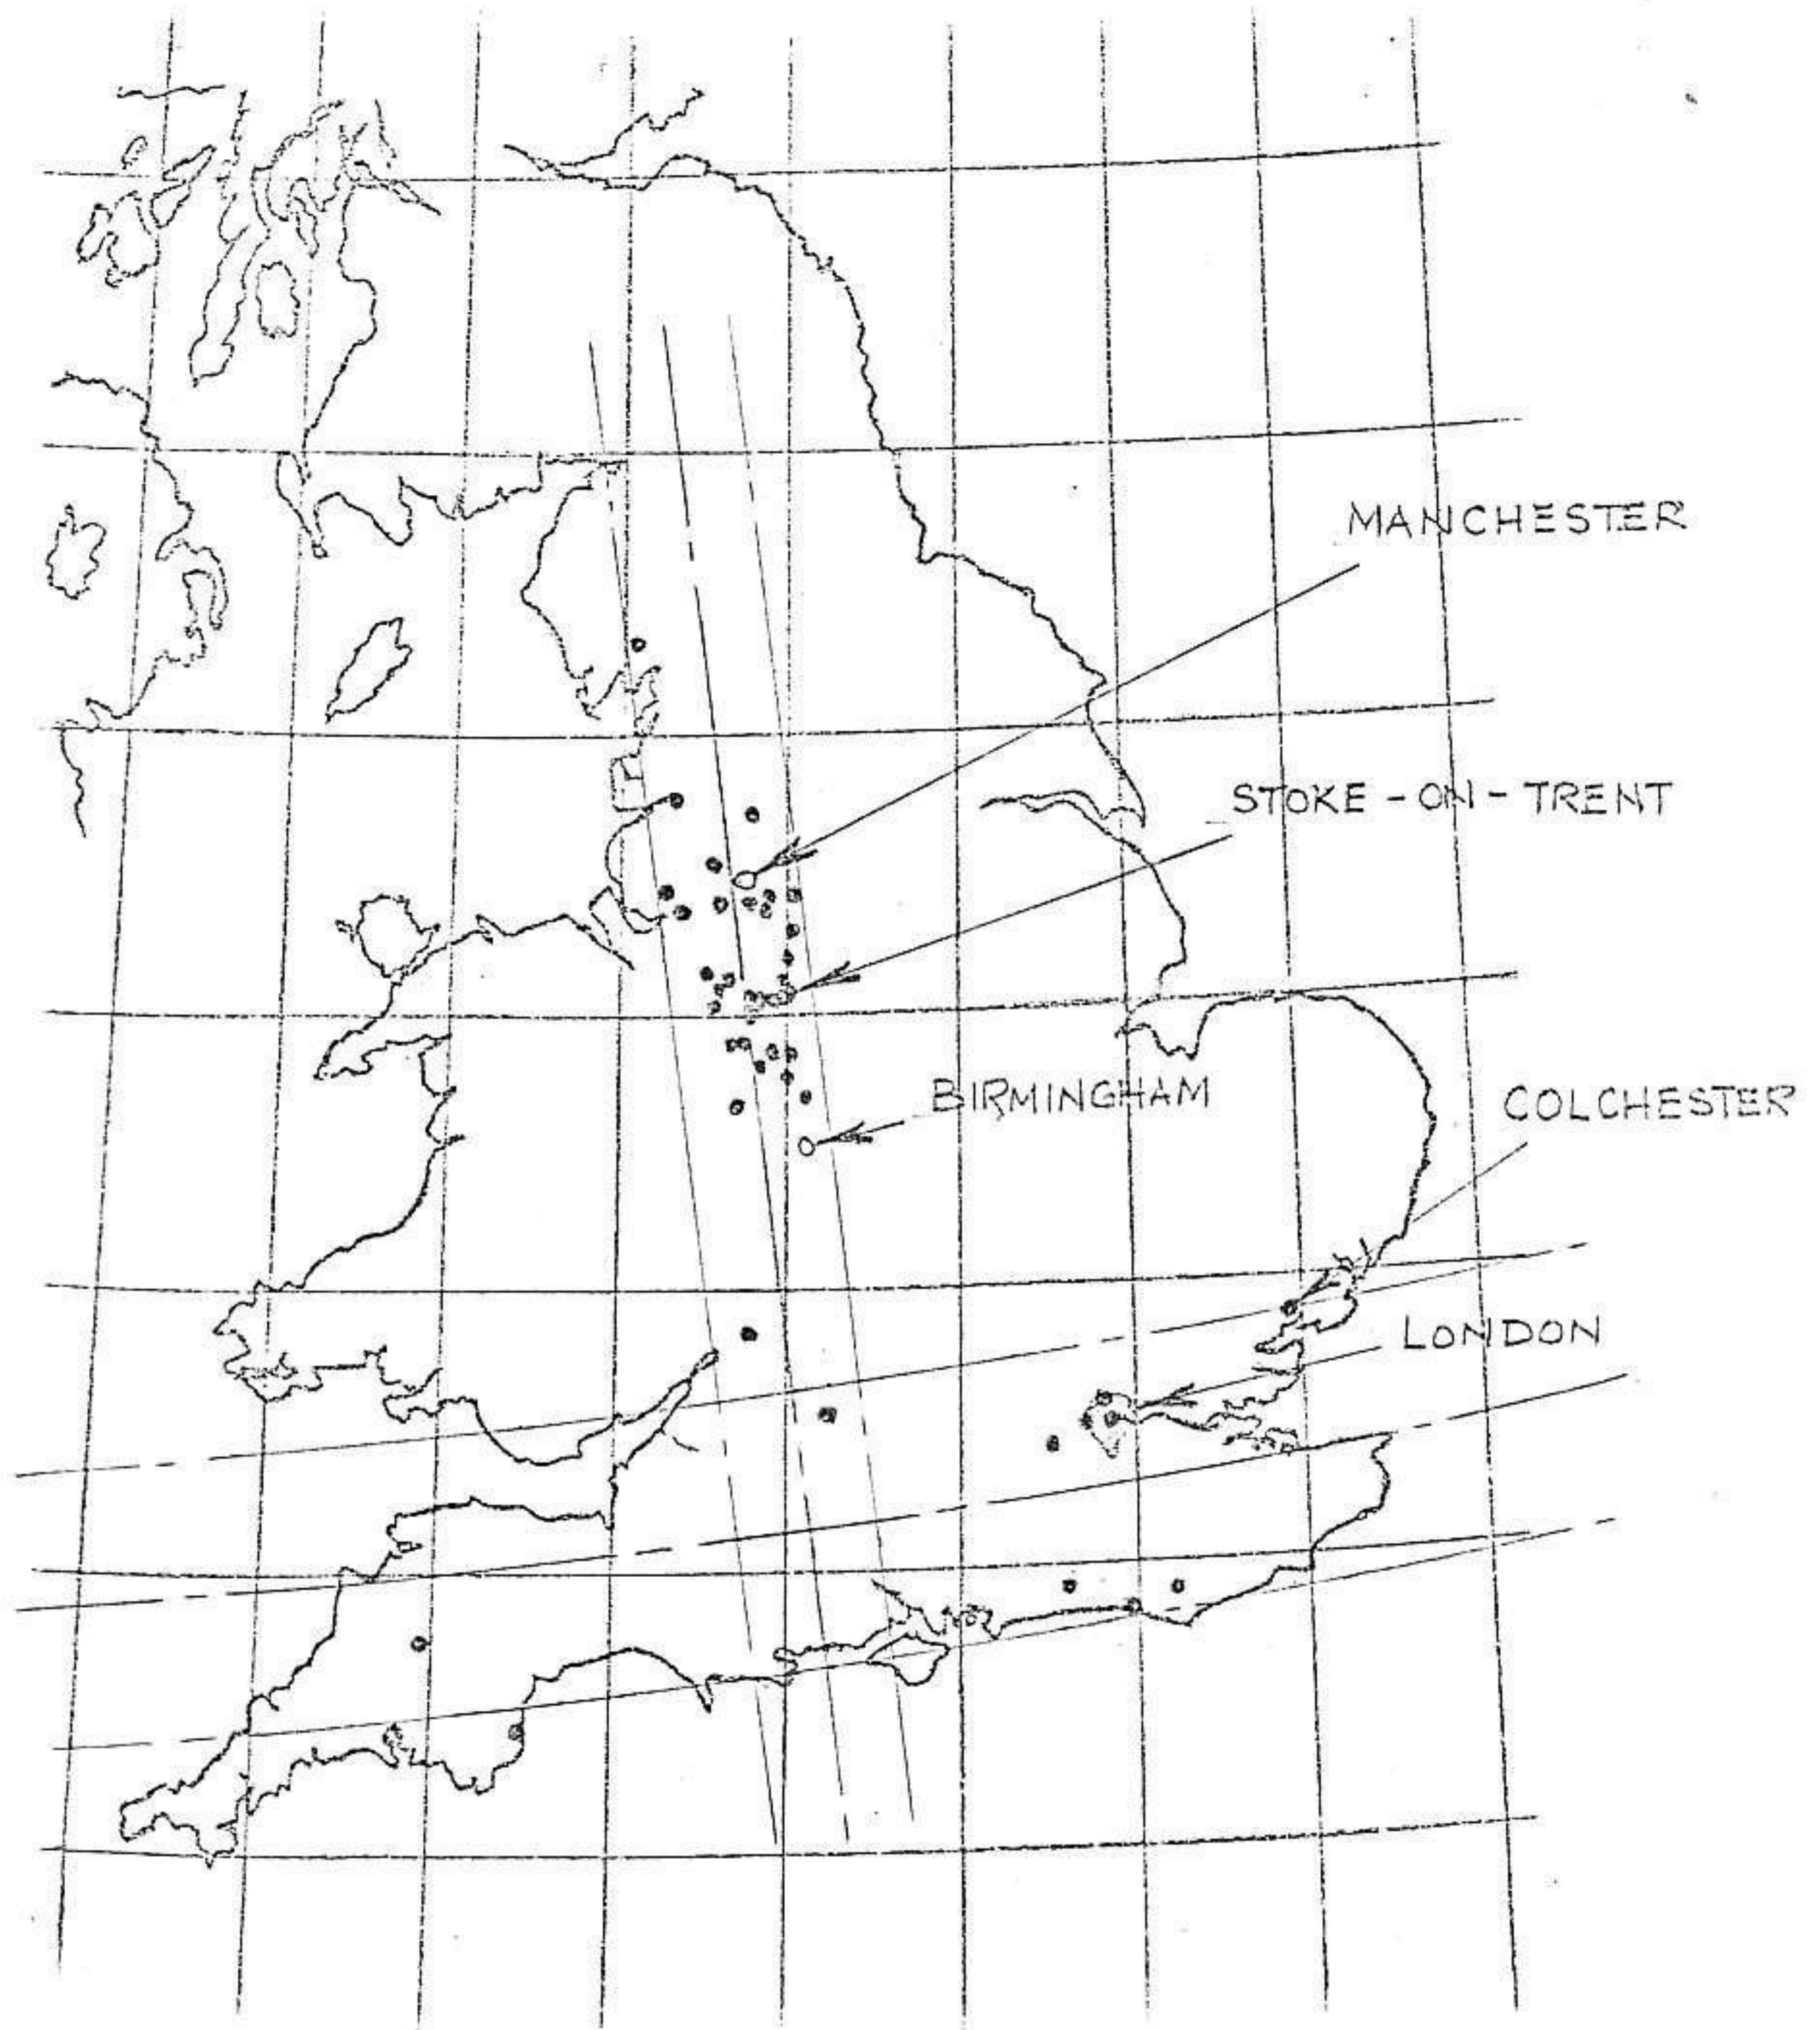 MANCHESTER
STOKE-ON-TRENT
BIRMINGHAM
COLCHESTER
LONDON